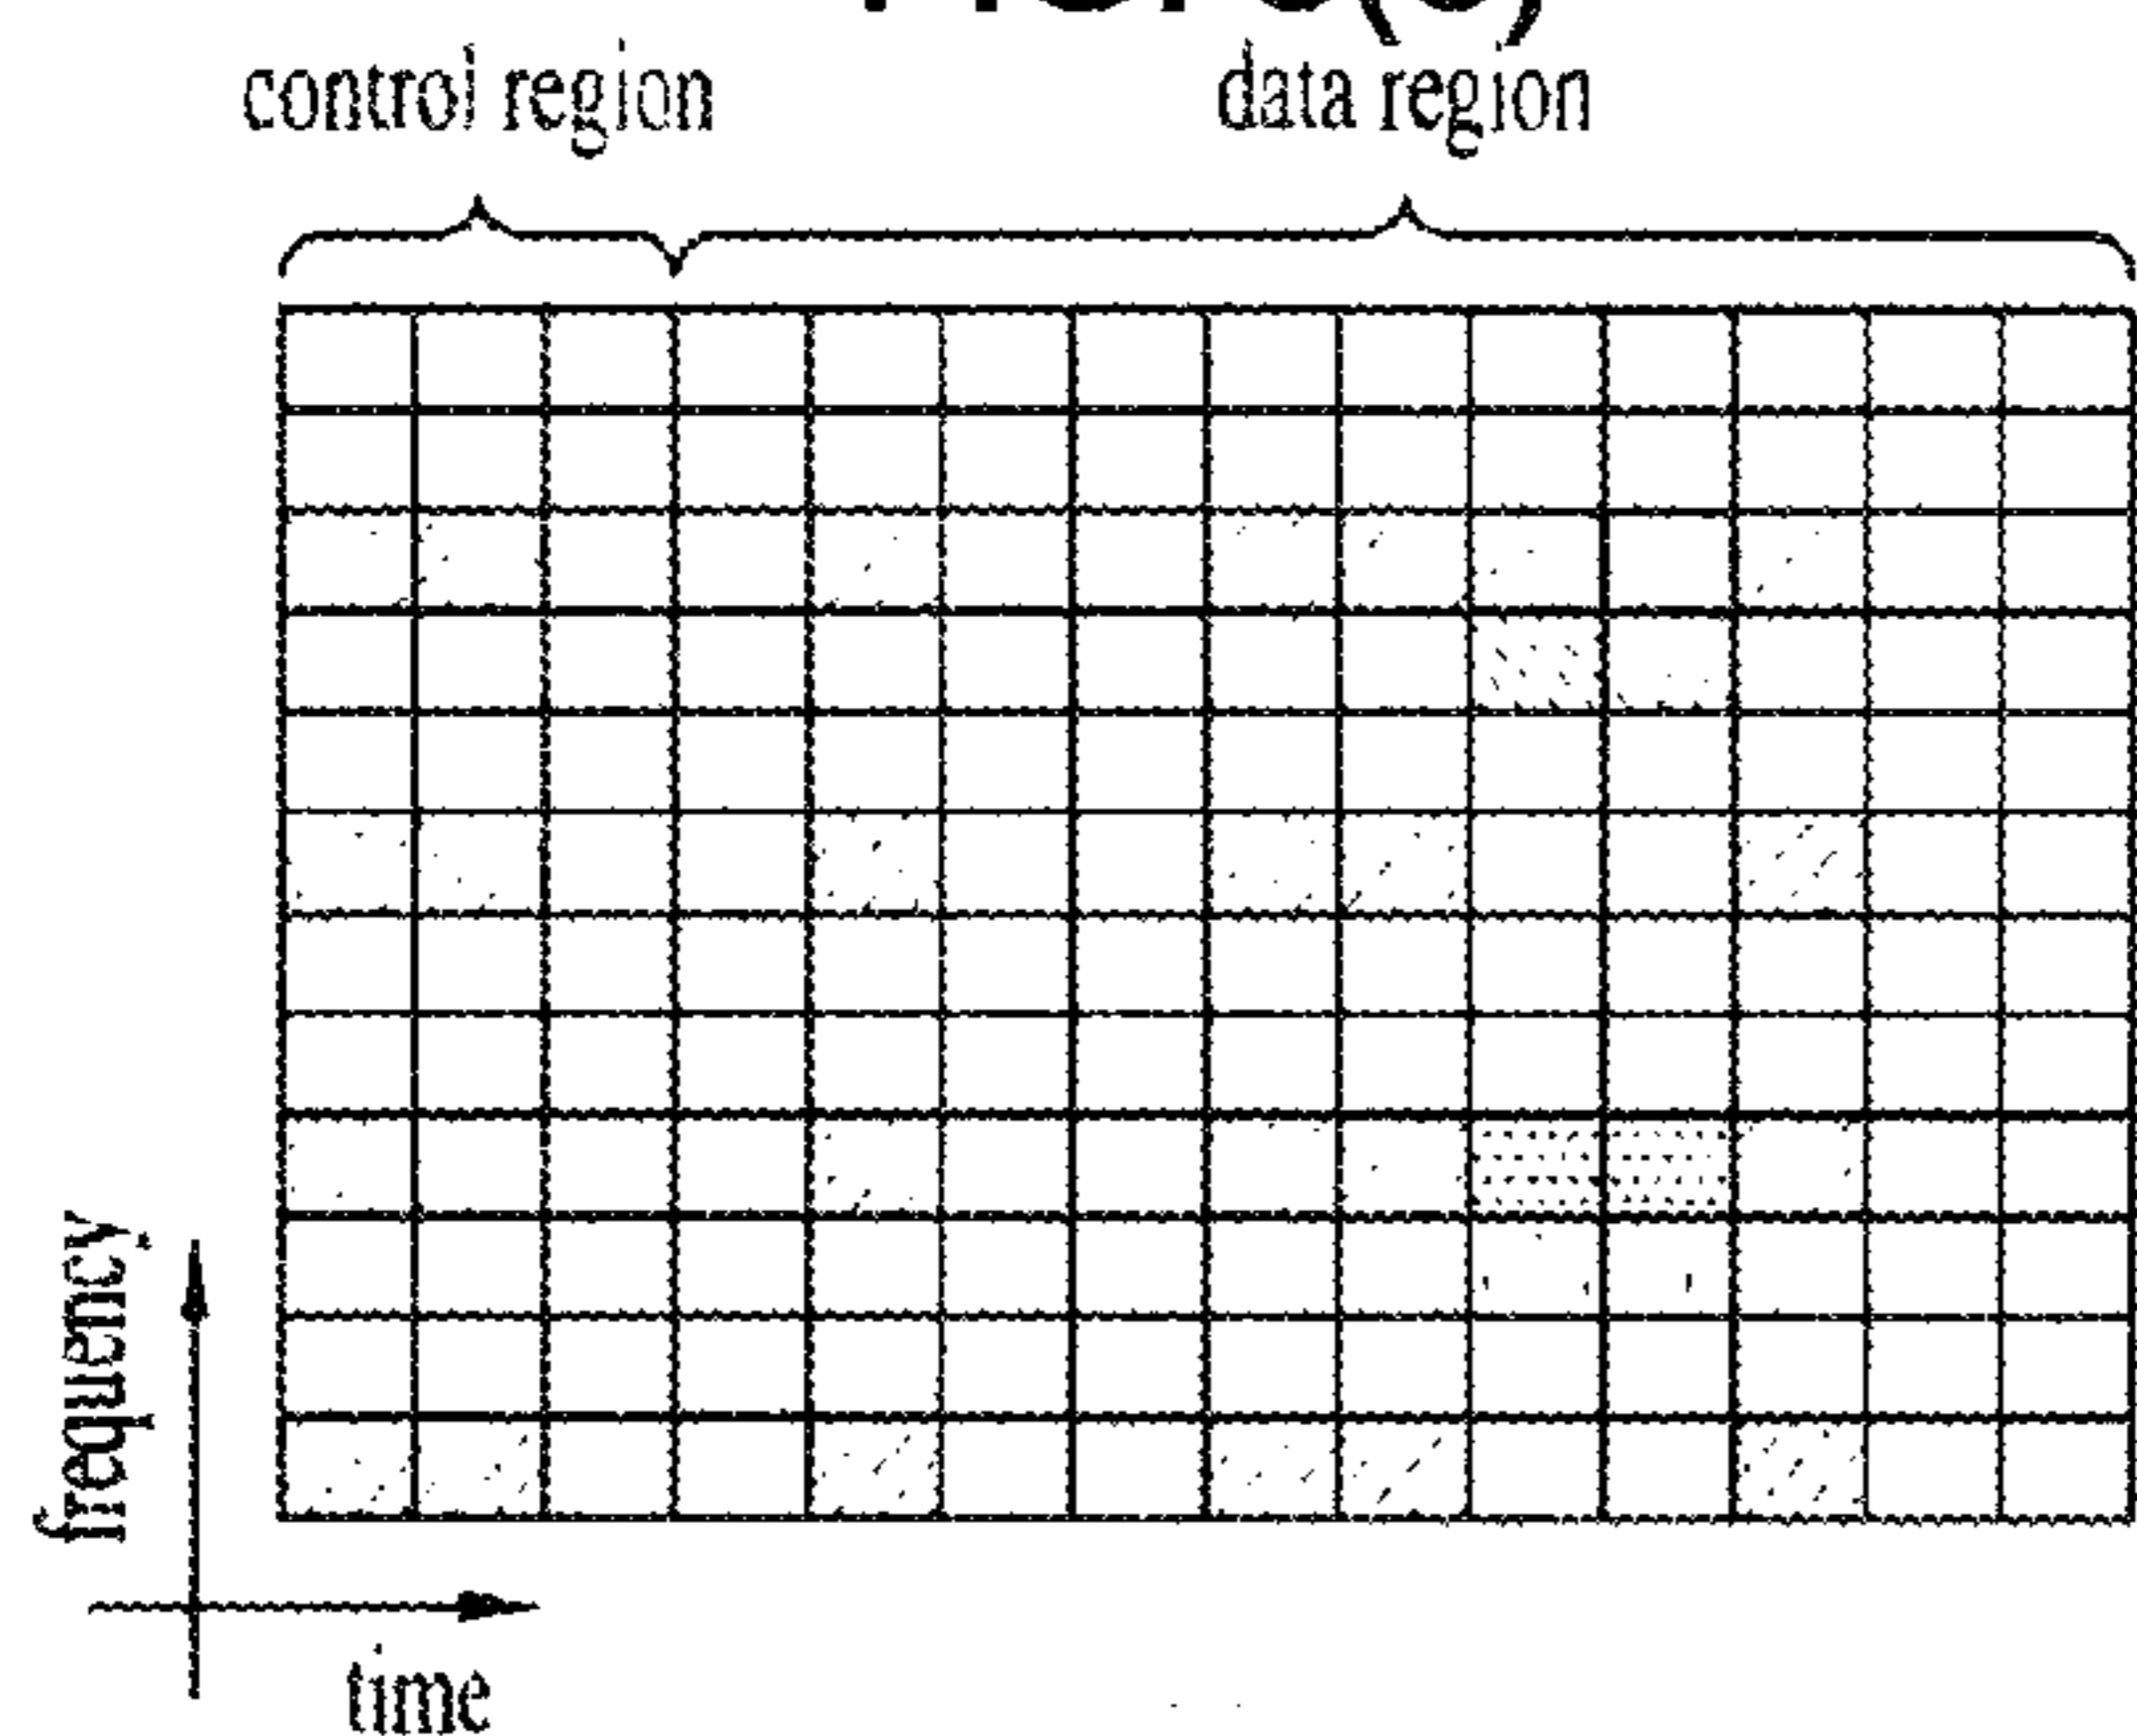 control region
data region
frequency
time